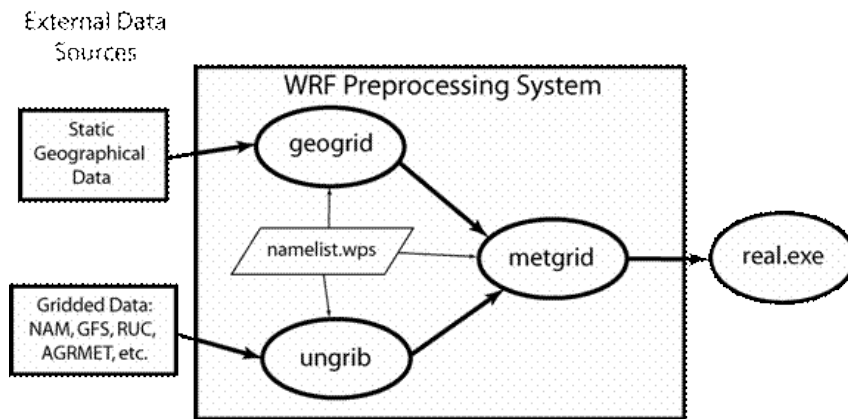 External Data
Sources
WRF Preprocessing System
Static
Geographical
Data
geogrid
namelist.wps
metgrid
real.exe
Gridded Data:
NAM, GFS, RUC,
AGRMET, etc.
ungrib